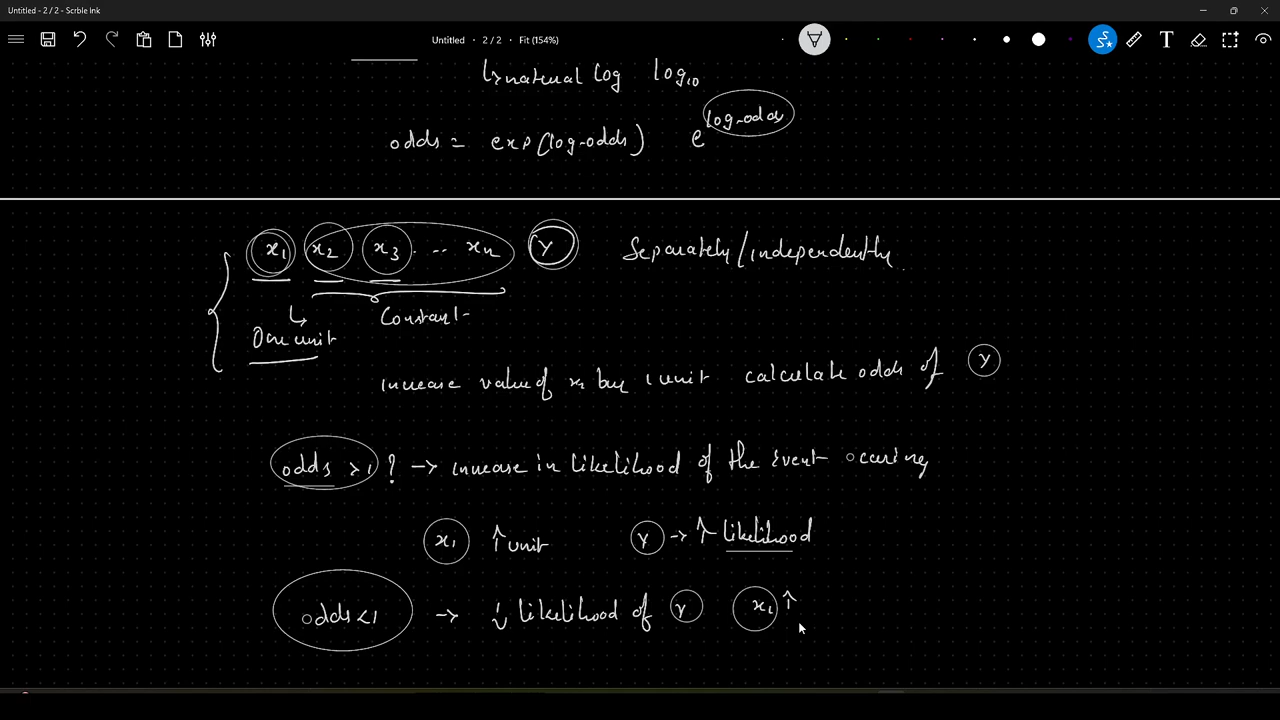 Untitled - 2 / 2 - Scrble Ink
Untitled • 2 / 2 • Fit (154%)
↳ natural log log₁₀
odds = exp(log-odds) e^log-odds
x₁ x₂ x₃ ... xₙ Y Separately/independently.
↳ Constant
One unit
increase value of x₁ by 1 unit calculate odds of Y
odds >1 ? → increase in likelihood of the event occuring
x₁ ↑ unit Y → ↑ likelihood
odds<1 → ↓ likelihood of Y x₁ ↑